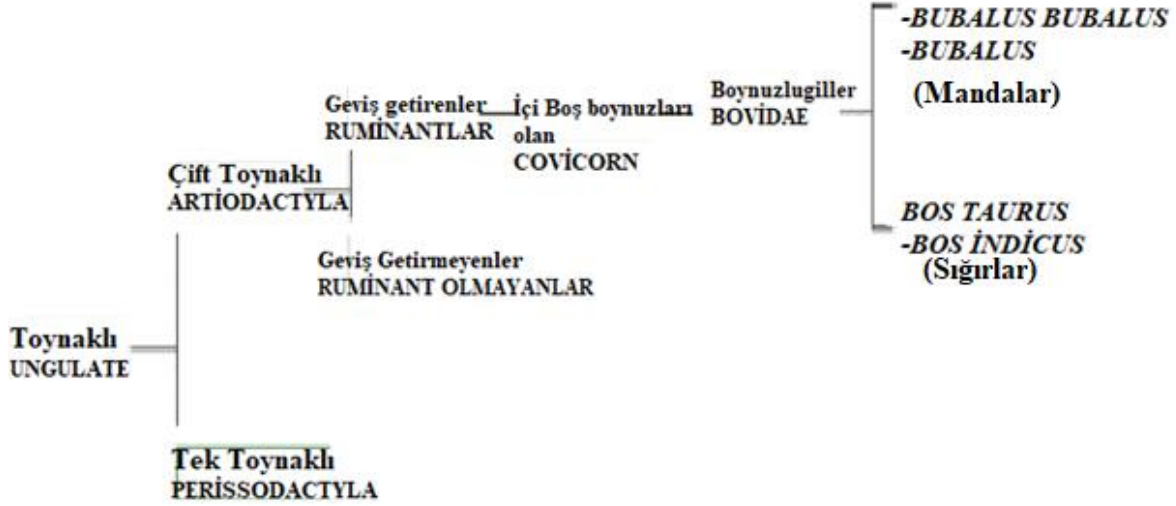 -BUBALUS BUBALUS
-BUBALUS
(Mandalar)
Boynuzlugiller
BOVİDAE
Geviş getirenler
RUMİNANTLAR
İçi Boş boynuzları
olan
COVİCORN
Çift Toynaklı
ARTİODACTYLA
BOS TAURUS
-BOS İNDİCUS
(Sığırlar)
Geviş Getirmeyenler
RUMİNANT OLMAYANLAR
Toynaklı
UNGULATE
Tek Toynaklı
PERİSSODACTYLA